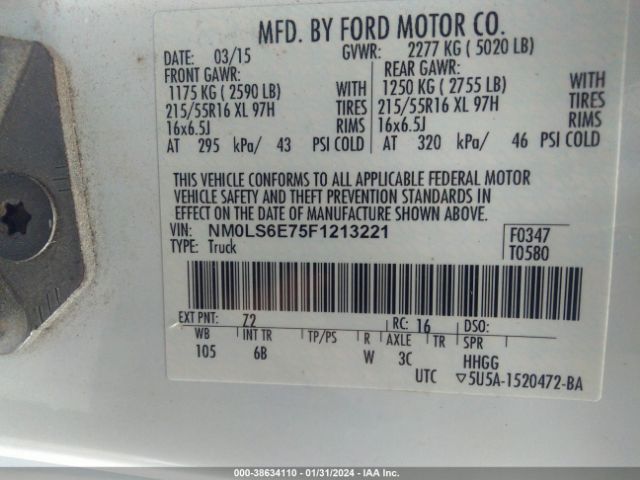 MFD. BY FORD MOTOR CO.
DATE: 03/15 GVWR: 2277 KG ( 5020 LB)
FRONT GAWR: REAR GAWR:
1175 KG ( 2590 LB) WITH 1250 KG ( 2755 LB) WITH
215/55R16 XL 97H TIRES 215/55R16 XL 97H TIRES
16x6.5J RIMS 16x6.5J RIMS
AT 295 kPa/ 43 PSI COLD AT 320 kPa/ 46 PSI COLD
THIS VEHICLE CONFORMS TO ALL APPLICABLE FEDERAL MOTOR
VEHICLE SAFETY AND THEFT PREVENTION STANDARDS IN
EFFECT ON THE DATE OF MANUFACTURE SHOWN ABOVE.
VIN: NM0LS6E75F1213221 F0347
TYPE: Truck T0580
EXT PNT: Z2 RC: 16 DSO:
WB INT TR TP/PS R AXLE TR SPR
105 6B W 3C HHGG
UTC ▽5U5A-1520472-BA
000-38634110 - 01/31/2024 - IAA Inc.